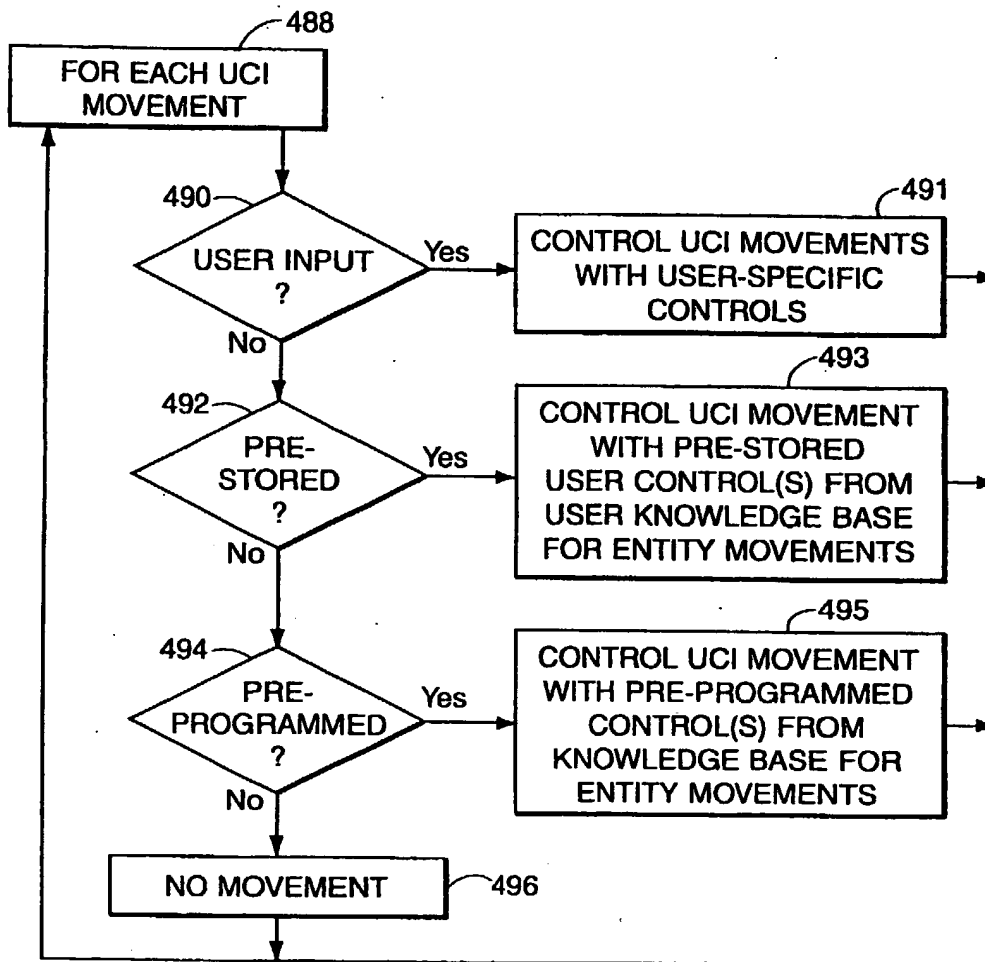 488
FOR EACH UCI
MOVEMENT
490
USER INPUT
?
Yes
No
491
CONTROL UCI MOVEMENTS
WITH USER-SPECIFIC
CONTROLS
492
PRE-
STORED
?
Yes
No
493
CONTROL UCI MOVEMENT
WITH PRE-STORED
USER CONTROL(S) FROM
USER KNOWLEDGE BASE
FOR ENTITY MOVEMENTS
494
PRE-
PROGRAMMED
?
Yes
No
495
CONTROL UCI MOVEMENT
WITH PRE-PROGRAMMED
CONTROL(S) FROM
KNOWLEDGE BASE FOR
ENTITY MOVEMENTS
NO MOVEMENT
496